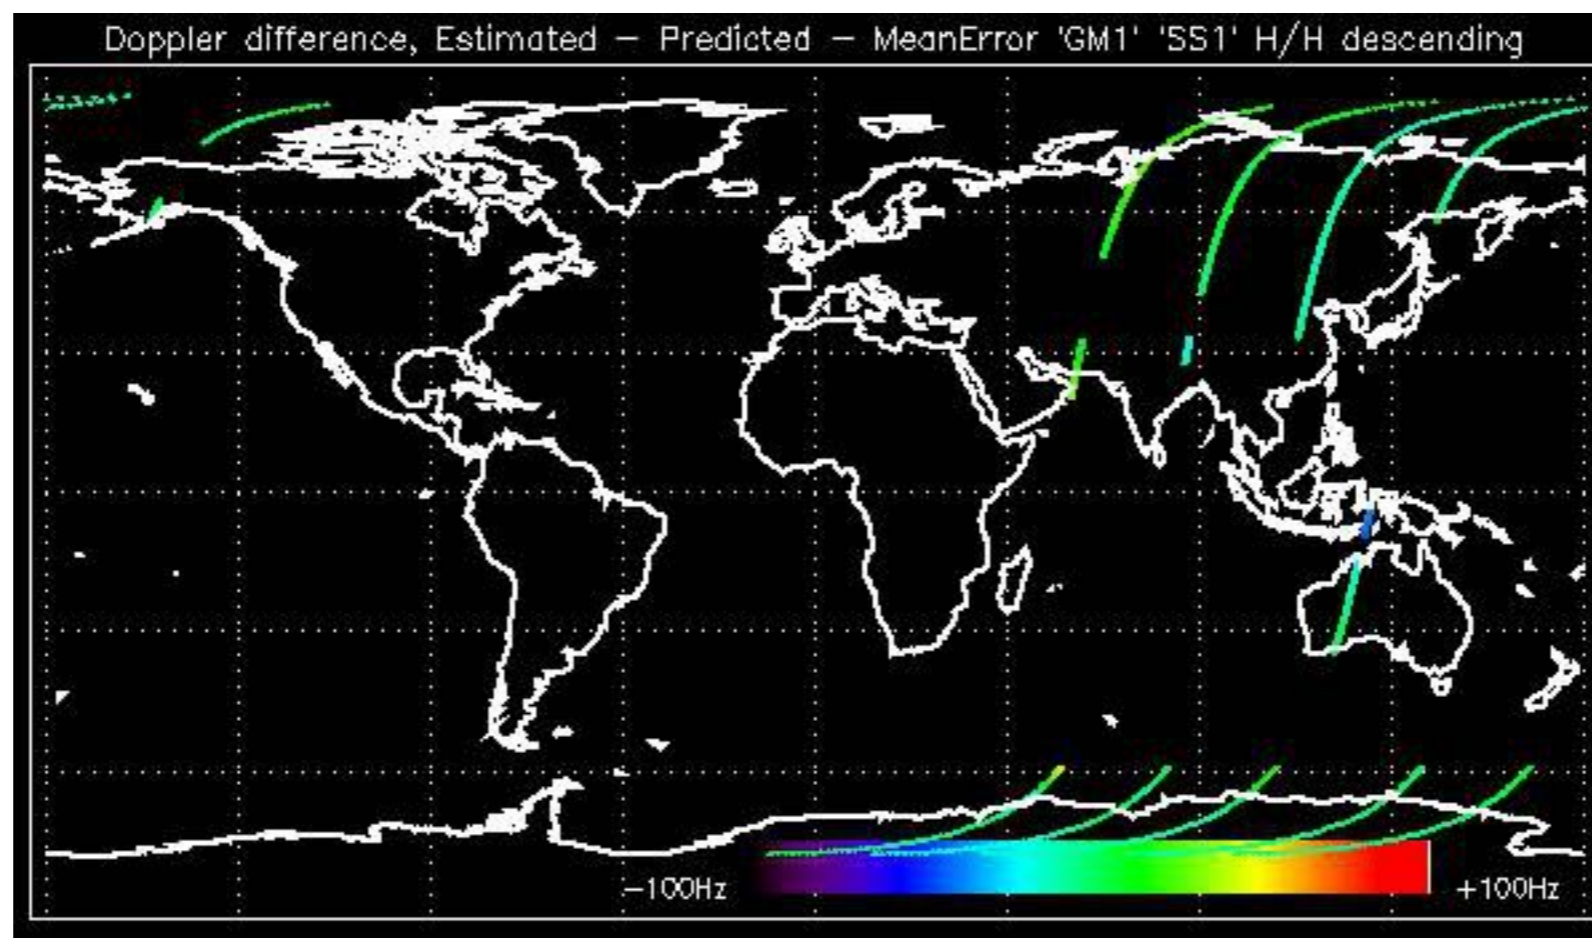 Doppler difference, Estimated – Predicted – MeanError 'GM1' 'SS1' H/H descending
–100Hz +100Hz